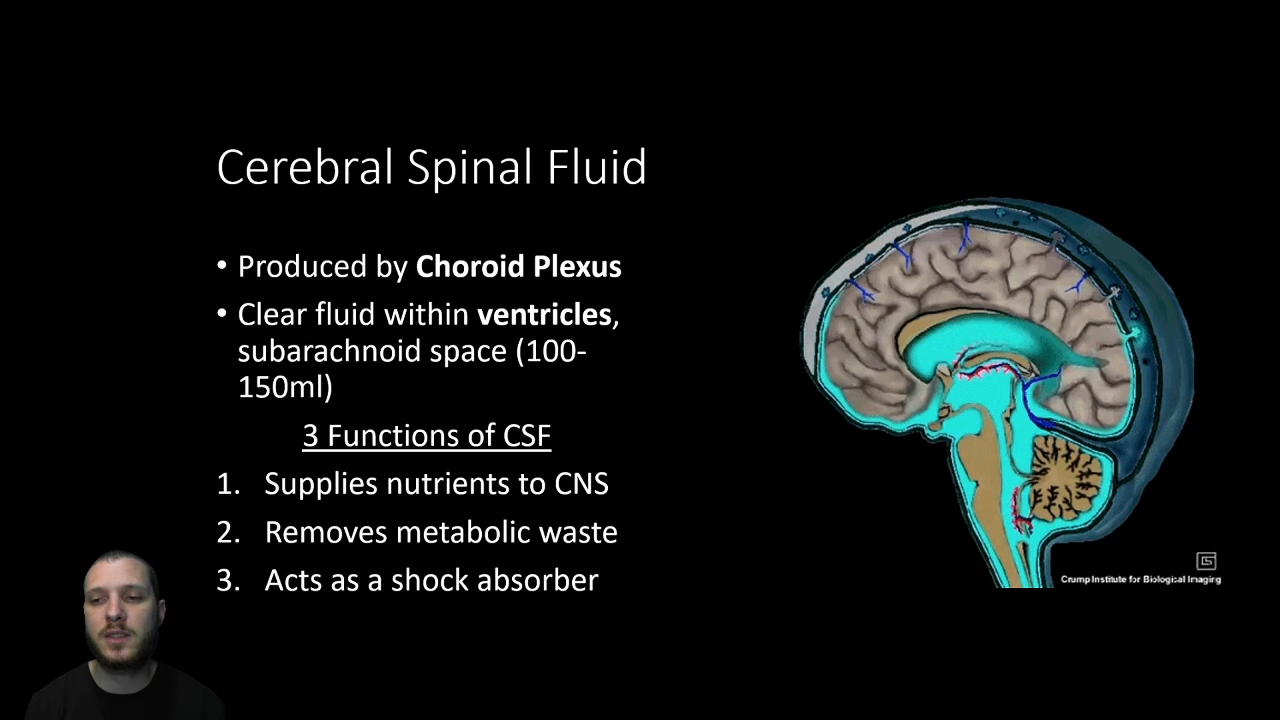 Cerebral Spinal Fluid
• Produced by Choroid Plexus
• Clear fluid within ventricles,
subarachnoid space (100-
150ml)
3 Functions of CSF
1. Supplies nutrients to CNS
2. Removes metabolic waste
3. Acts as a shock absorber
Crump Institute for Biological Imaging